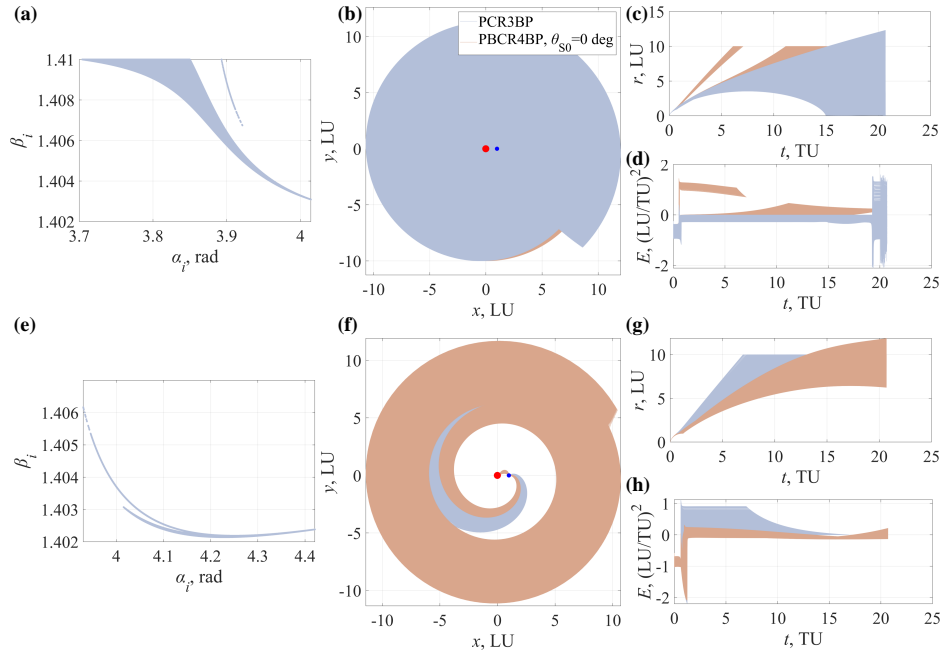 (a)
1.41
1.408
1.406
1.404
1.402
βi
3.7
3.8
3.9
4
αi, rad
(b)
PCR3BP
PBCR4BP, θS0=0 deg
10
5
0
-5
-10
y, LU
-10
-5
0
5
10
x, LU
(c)
15
10
5
0
r, LU
0
5
10
15
20
25
t, TU
(d)
2
0
-2
E, (LU/TU)²
0
5
10
15
20
25
t, TU
(e)
1.406
1.405
1.404
1.403
1.402
βi
4
4.1
4.2
4.3
4.4
αi, rad
(f)
10
5
0
-5
-10
y, LU
-10
-5
0
5
10
x, LU
(g)
10
5
0
r, LU
0
5
10
15
20
25
t, TU
(h)
1
0
-1
-2
E, (LU/TU)²
0
5
10
15
20
25
t, TU